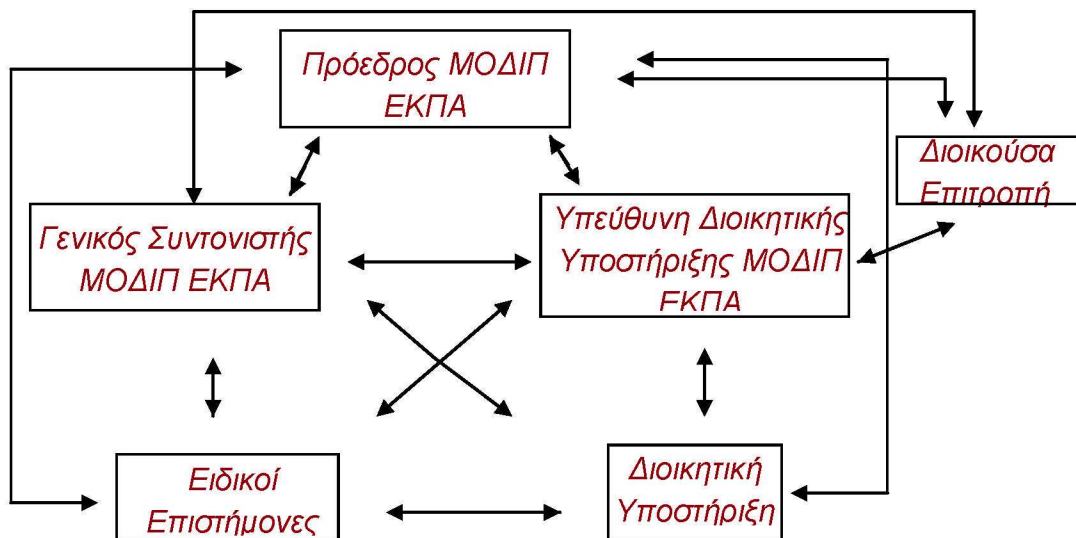 Πρόεδρος ΜΟΔΙΠ
ΕΚΠΑ
Διοικούσα
Επιτροπή
Γενικός Συντονιστής
ΜΟΔΙΠ ΕΚΠΑ
Υπεύθυνη Διοικητικής
Υποστήριξης ΜΟΔΙΠ
ΕΚΠΑ
Ειδικοί
Επιστήμονες
Διοικητική
Υποστήριξη